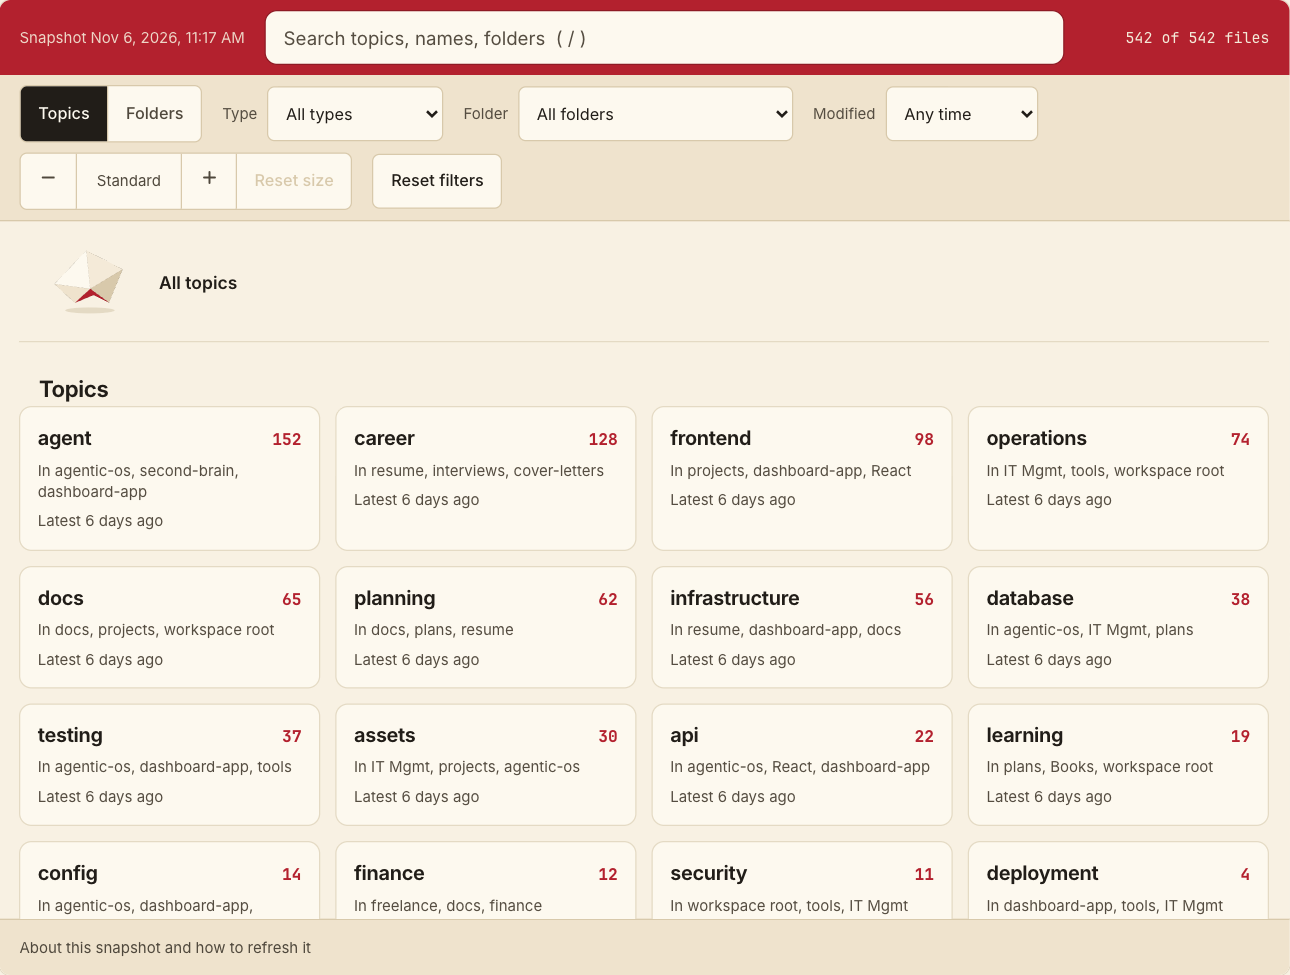 Snapshot Nov 6, 2026, 11:17 AM
Search topics, names, folders ( / )
542 of 542 files
Topics
Folders
Type
All types
Folder
All folders
Modified
Any time
−
Standard
+
Reset size
Reset filters
All topics
Topics
agent 152
In agentic-os, second-brain,
dashboard-app
Latest 6 days ago
career 128
In resume, interviews, cover-letters
Latest 6 days ago
frontend 98
In projects, dashboard-app, React
Latest 6 days ago
operations 74
In IT Mgmt, tools, workspace root
Latest 6 days ago
docs 65
In docs, projects, workspace root
Latest 6 days ago
planning 62
In docs, plans, resume
Latest 6 days ago
infrastructure 56
In resume, dashboard-app, docs
Latest 6 days ago
database 38
In agentic-os, IT Mgmt, plans
Latest 6 days ago
testing 37
In agentic-os, dashboard-app, tools
Latest 6 days ago
assets 30
In IT Mgmt, projects, agentic-os
Latest 6 days ago
api 22
In agentic-os, React, dashboard-app
Latest 6 days ago
learning 19
In plans, Books, workspace root
Latest 6 days ago
config 14
In agentic-os, dashboard-app,
finance 12
In freelance, docs, finance
security 11
In workspace root, tools, IT Mgmt
deployment 4
In dashboard-app, tools, IT Mgmt
About this snapshot and how to refresh it